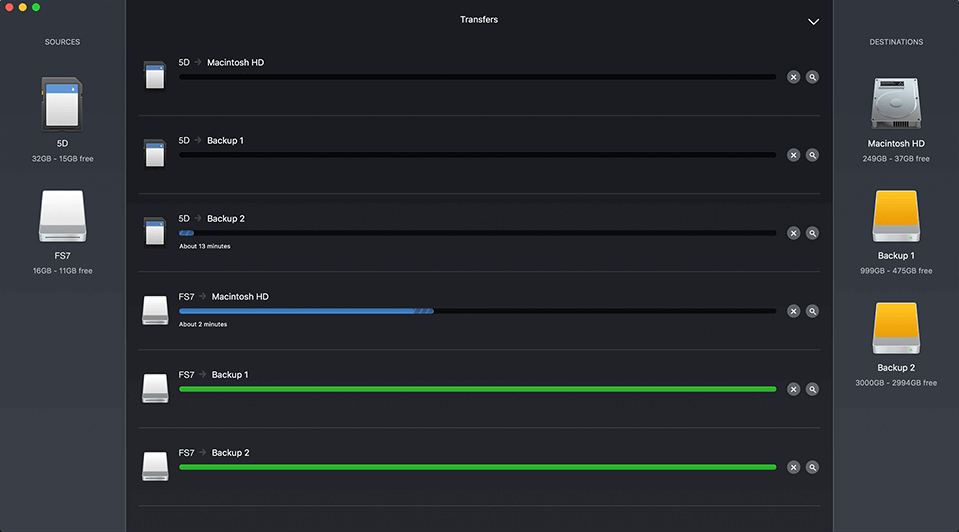 Transfers
SOURCES
5D
32GB - 15GB free
FS7
16GB - 11GB free
5D → Macintosh HD
5D → Backup 1
5D → Backup 2
About 13 minutes
FS7 → Macintosh HD
About 2 minutes
FS7 → Backup 1
FS7 → Backup 2
DESTINATIONS
Macintosh HD
249GB - 37GB free
Backup 1
999GB - 475GB free
Backup 2
3000GB - 2994GB free